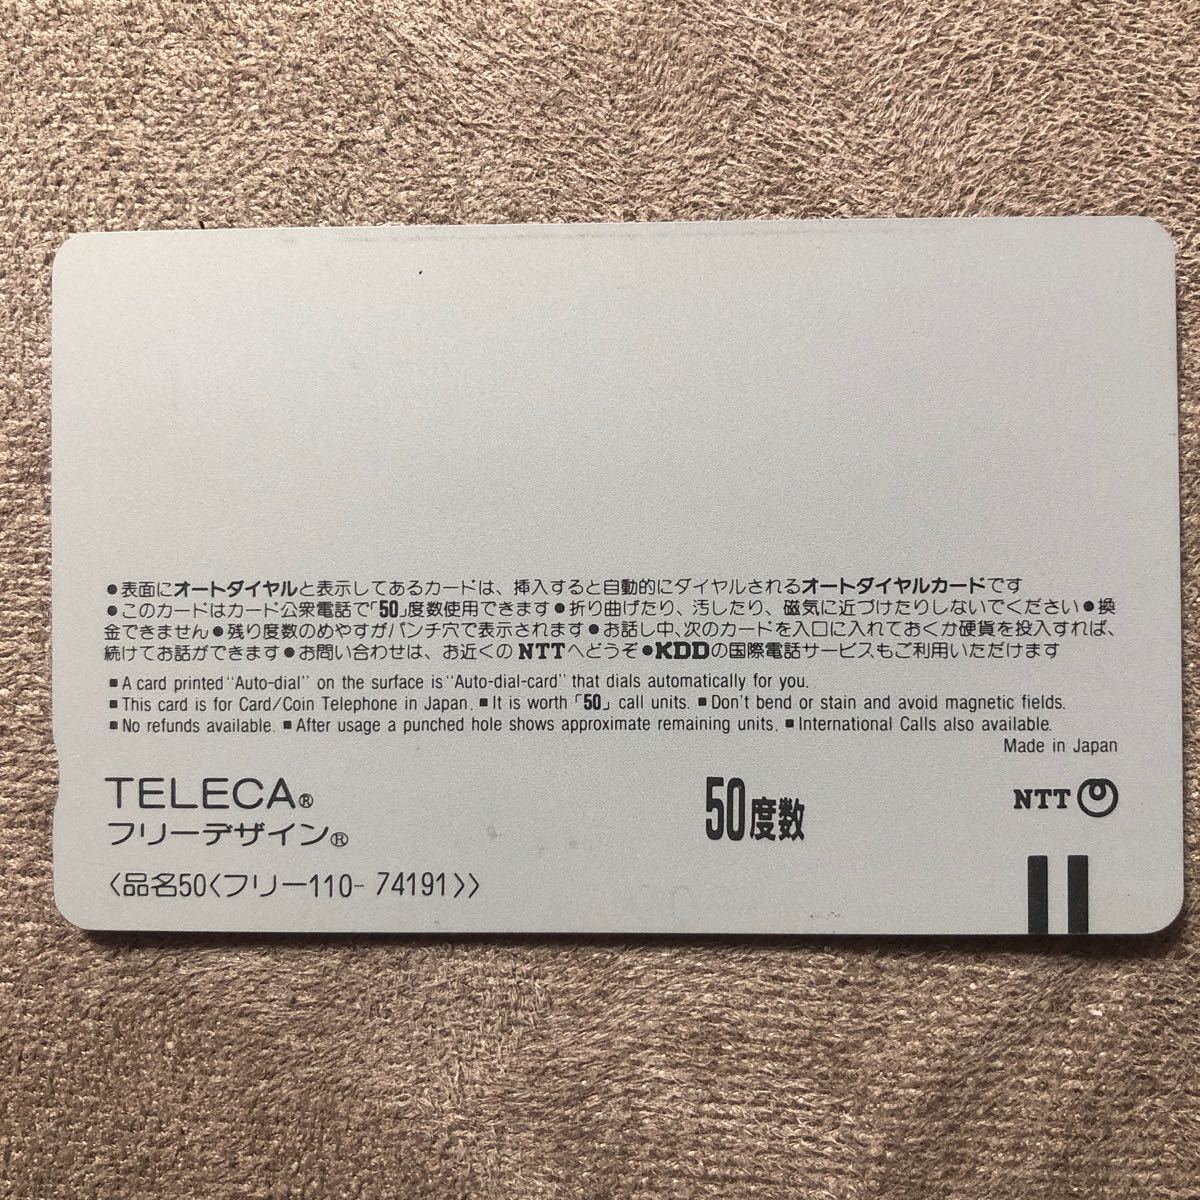 ●表面にオートダイヤルと表示してあるカードは、挿入すると自動的にダイヤルされるオートダイヤルカードです
●このカードはカード公衆電話で「50」度数使用できます●折り曲げたり、汚したり、磁気に近づけたりしないでください●換
金できません●残り度数のめやすがパンチ穴で表示されます●お話し中、次のカードを入口に入れておくか硬貨を投入すれば、
続けてお話ができます●お問い合わせは、お近くのNTTへどうぞ●KDDの国際電話サービスもご利用いただけます
■A card printed "Auto-dial" on the surface is "Auto-dial-card" that dials automatically for you.
■This card is for Card/Coin Telephone in Japan. ■It is worth「50」call units. ■Don't bend or stain and avoid magnetic fields.
■No refunds available. ■After usage a punched hole shows approximate remaining units. ■International Calls also available.
Made in Japan
TELECA®
フリーデザイン®
50度数
NTT
〈品名50〈フリー110-74191〉〉